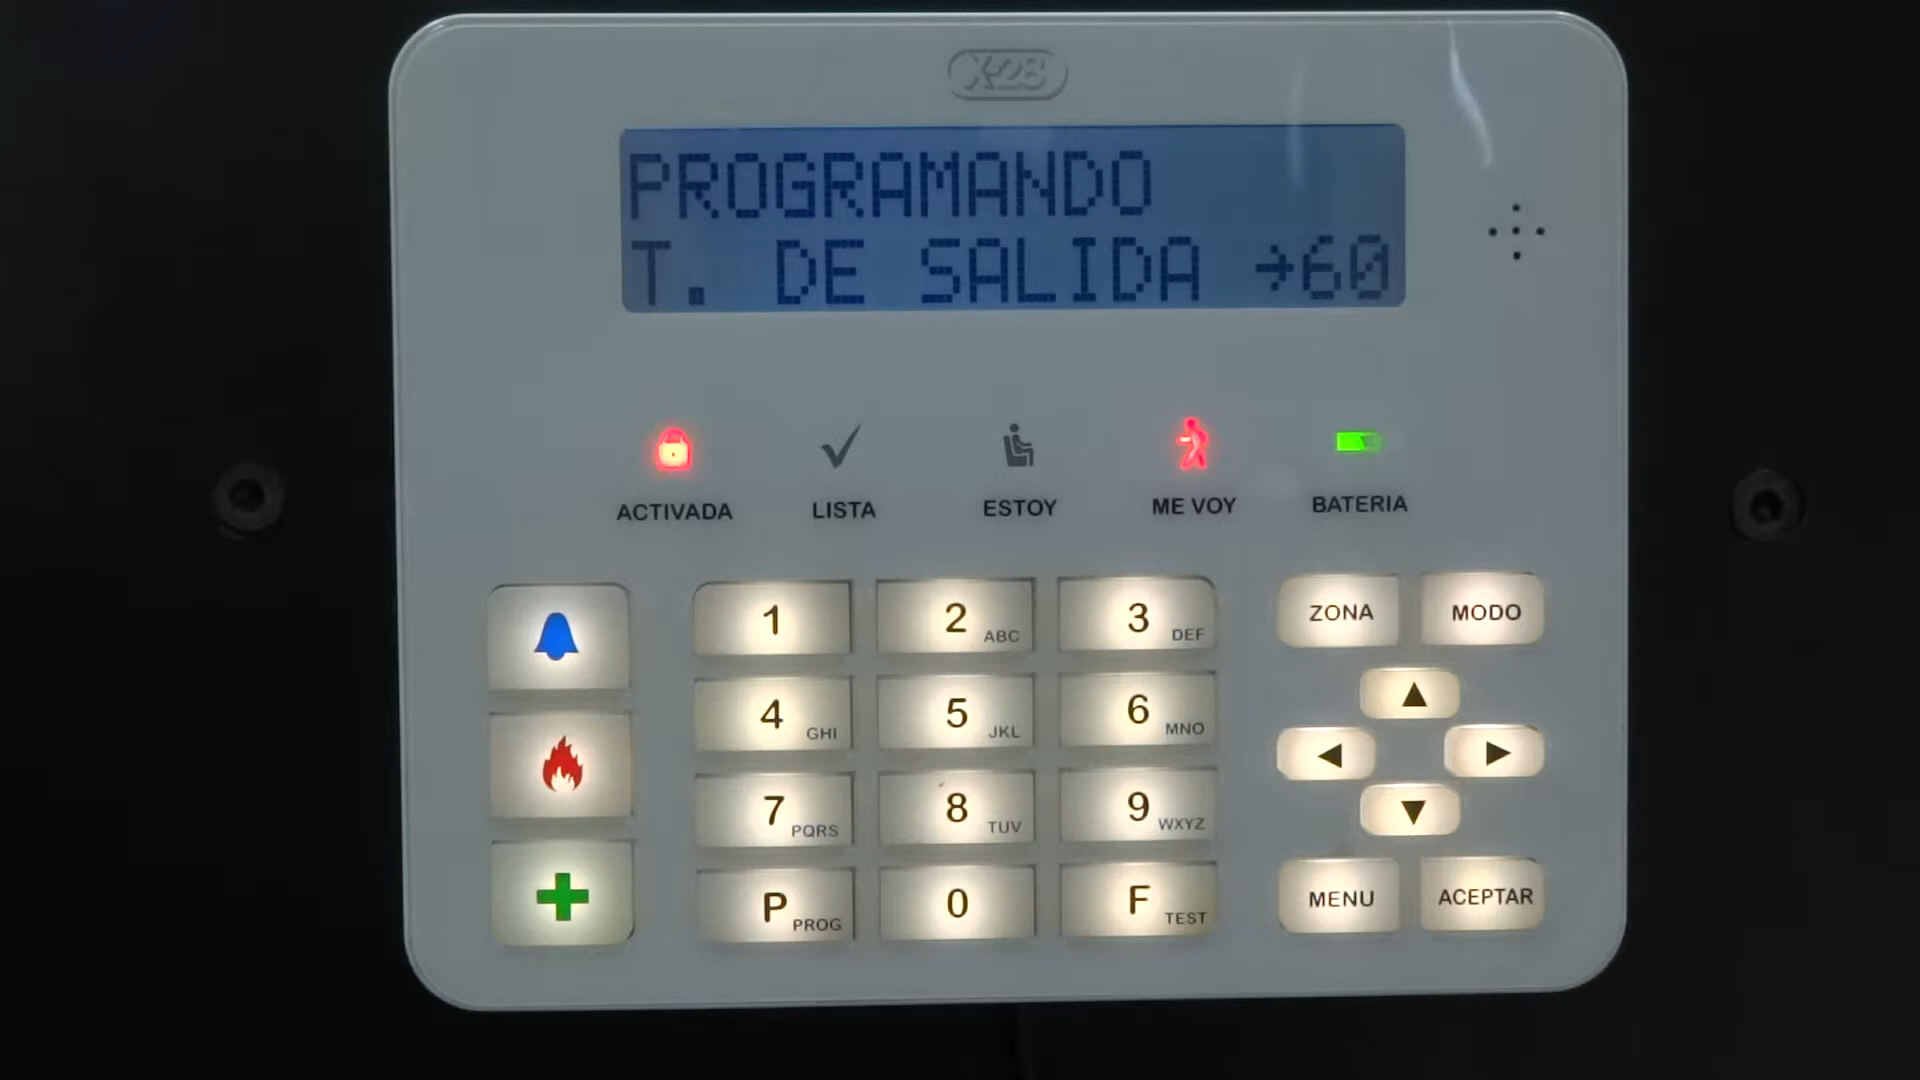 X-28
PROGRAMANDO
T. DE SALIDA →60
ACTIVADA
LISTA
ESTOY
ME VOY
BATERIA
1
2 ABC
3 DEF
ZONA
MODO
4 GHI
5 JKL
6 MNO
7 PQRS
8 TUV
9 WXYZ
P PROG
0
F TEST
MENU
ACEPTAR